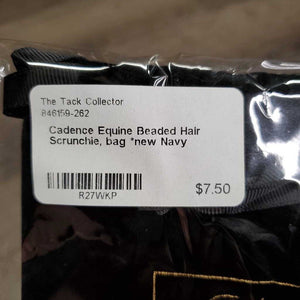 The Tack Collector
846159-262
Cadence Equine Beaded Hair
Scrunchie, bag *new Navy
R27WKP
$7.50